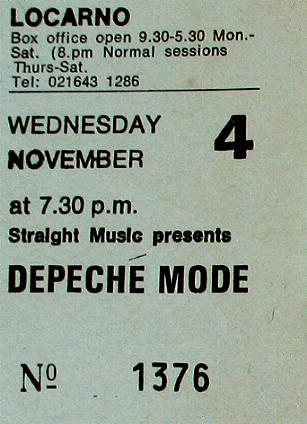 LOCARNO
Box office open 9.30-5.30 Mon.-
Sat. (8.pm Normal sessions
Thurs-Sat.
Tel: 021643 1286
WEDNESDAY 4
NOVEMBER
at 7.30 p.m.
Straight Music presents
DEPECHE MODE
Nº 1376